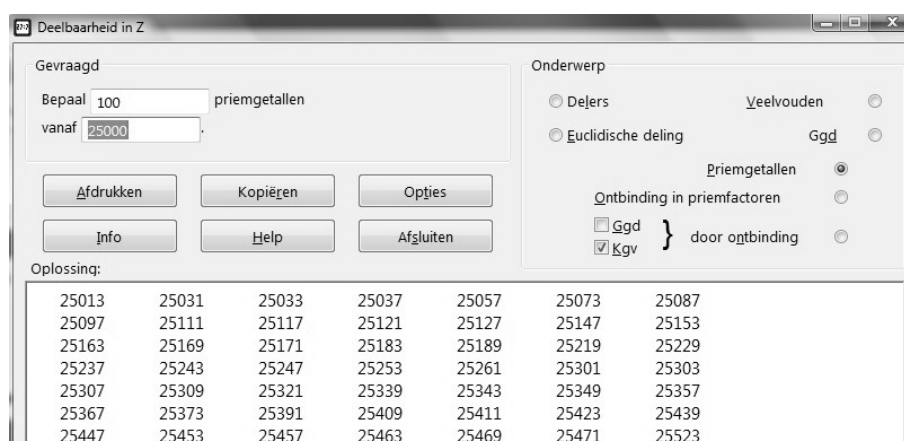 Deelbaarheid in Z
Gevraagd
Bepaal 100 priemgetallen
vanaf 25000 .
Afdrukken Kopiëren Opties
Info Help Afsluiten
Onderwerp
Delers Veelvouden
Euclidische deling Ggd
Priemgetallen
Ontbinding in priemfactoren
Ggd
Kgv } door ontbinding
Oplossing:
25013 25031 25033 25037 25057 25073 25087
25097 25111 25117 25121 25127 25147 25153
25163 25169 25171 25183 25189 25219 25229
25237 25243 25247 25253 25261 25301 25303
25307 25309 25321 25339 25343 25349 25357
25367 25373 25391 25409 25411 25423 25439
25447 25453 25457 25463 25469 25471 25523